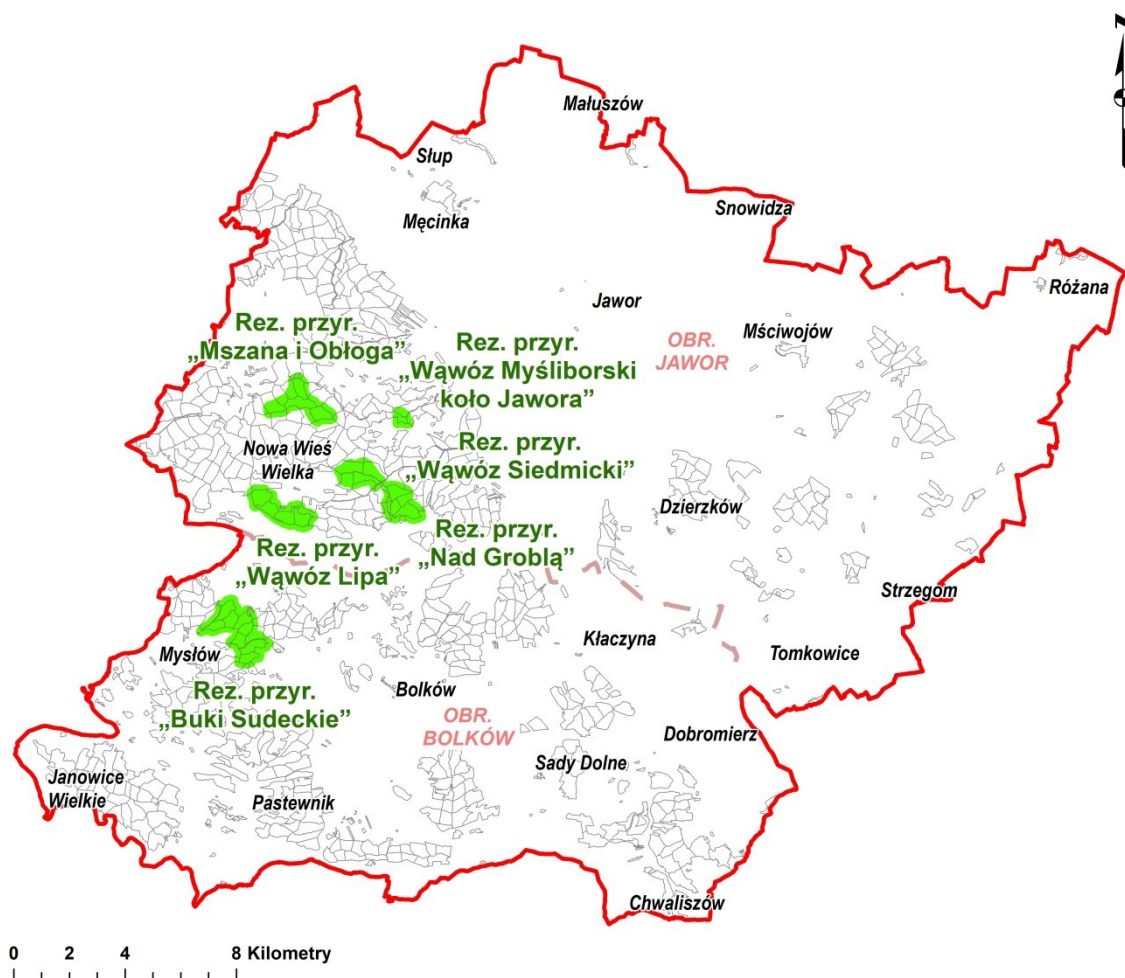 Małuszów
Słup
Męcinka
Snowidza
Różana
Jawor
Rez. przyr.
„Mszana i Obłoga”
Rez. przyr.
„Wąwóz Myśliborski
koło Jawora”
OBR.
JAWOR
Mściwojów
Nowa Wieś
Wielka
Rez. przyr.
„Wąwóz Siedmicki”
Dzierzków
Rez. przyr.
„Nad Groblą”
Rez. przyr.
„Wąwóz Lipa”
Strzegom
Kłaczyna
Tomkowice
Mysłów
Rez. przyr.
„Buki Sudeckie”
Bolków
OBR.
BOLKÓW
Dobromierz
Sady Dolne
Janowice
Wielkie
Pastewnik
Chwaliszów
0 2 4 8 Kilometry